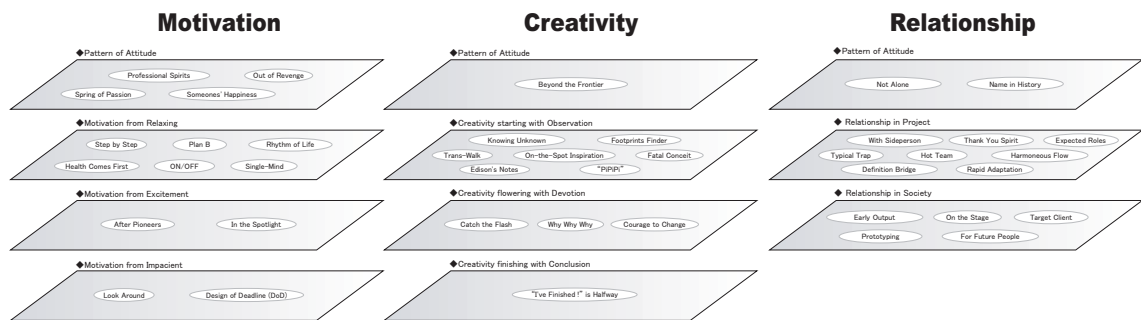 Motivation
◆Pattern of Attitude
Professional Spirits
Out of Revenge
Spring of Passion
Someones' Happiness
◆Motivation from Relaxing
Step by Step
Plan B
Rhythm of Life
Health Comes First
ON/OFF
Single-Mind
◆Motivation from Excitement
After Pioneers
In the Spotlight
◆Motivation from Impacient
Look Around
Design of Deadline (DoD)
Creativity
◆Pattern of Attitude
Beyond the Frontier
◆Creativity starting with Observation
Knowing Unknown
Footprints Finder
Trans-Walk
On-the-Spot Inspiration
Fatal Conceit
Edison's Notes
"PiPiPi"
◆Creativity flowering with Devotion
Catch the Flash
Why Why Why
Courage to Change
◆Creativity finishing with Conclusion
"I've Finished !" is Halfway
Relationship
◆Pattern of Attitude
Not Alone
Name in History
◆ Relationship in Project
With Sideperson
Thank You Spirit
Expected Roles
Typical Trap
Hot Team
Harmoneous Flow
Definition Bridge
Rapid Adaptation
◆ Relationship in Society
Early Output
On the Stage
Target Client
Prototyping
For Future People